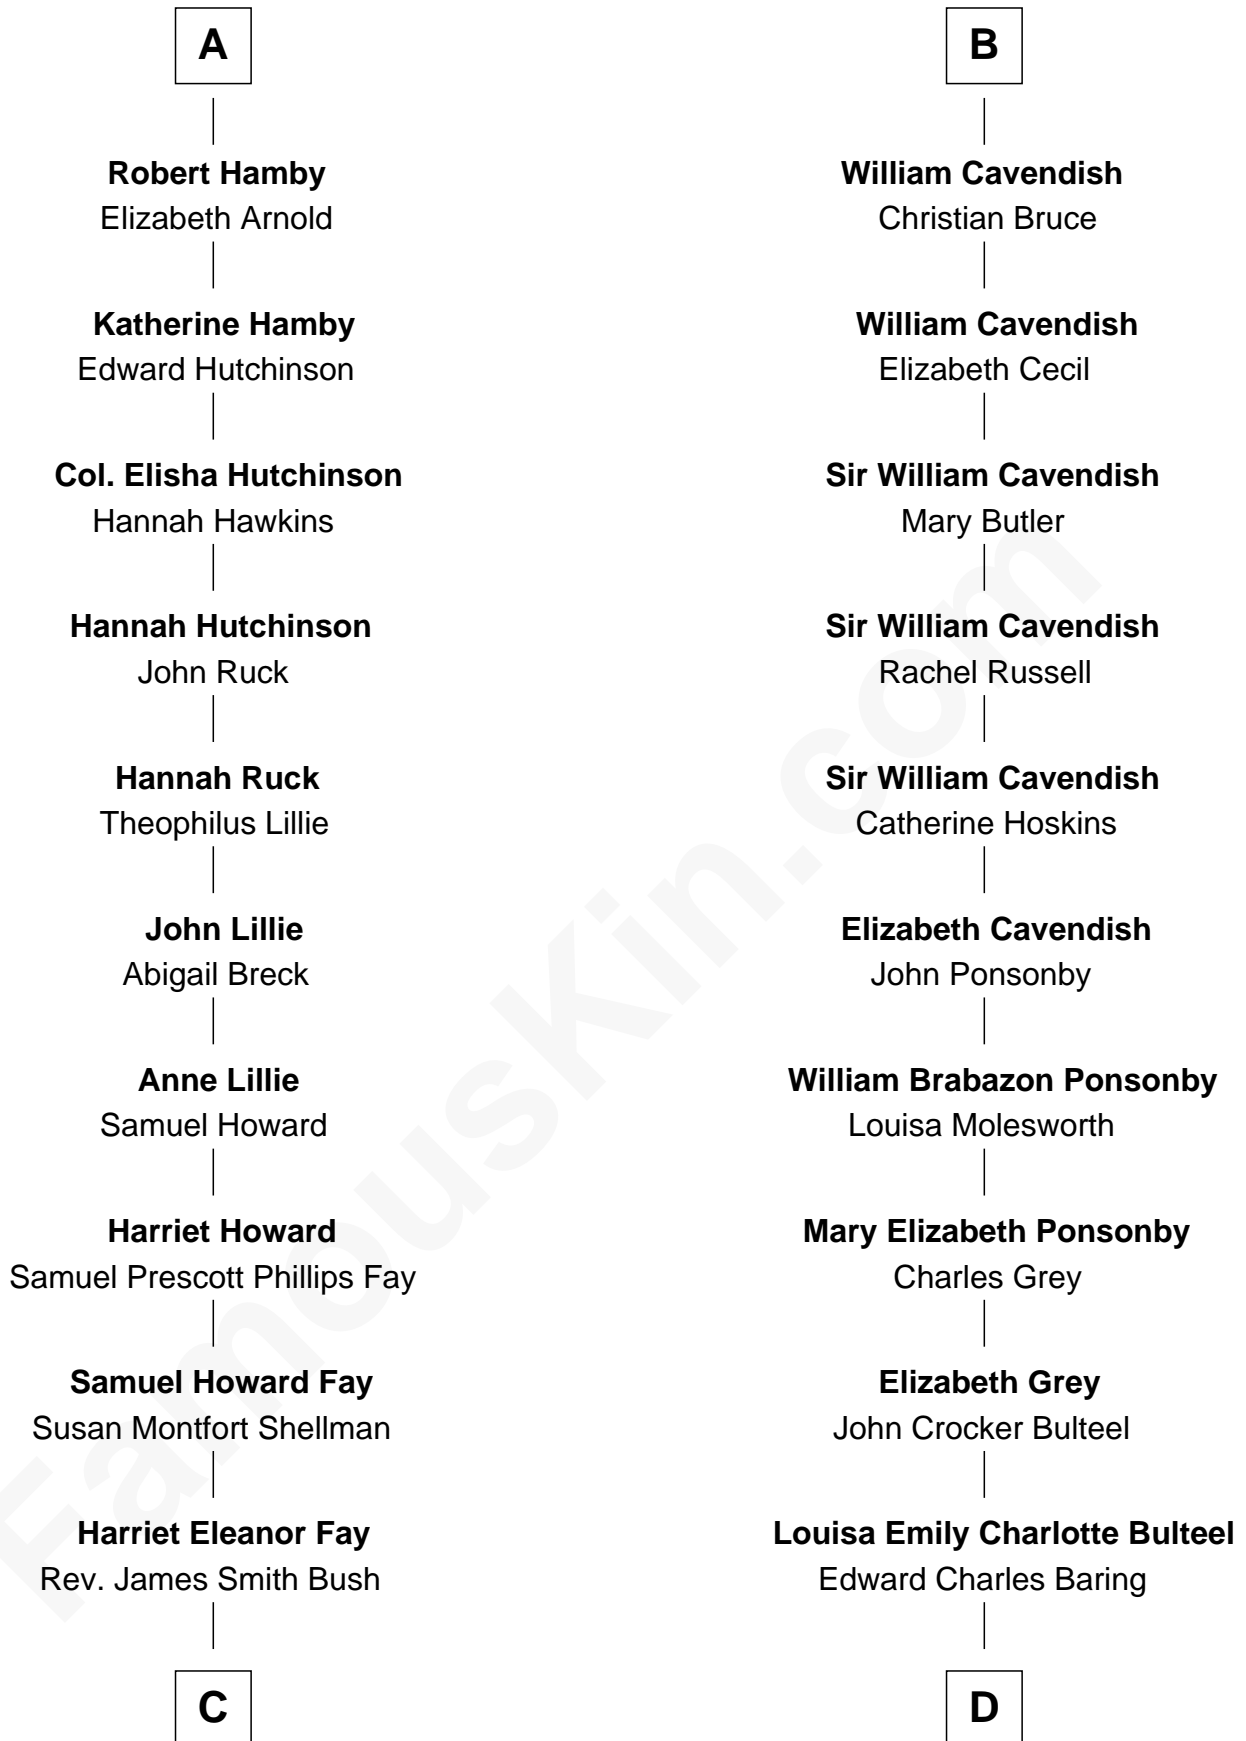 A
Robert Hamby
Elizabeth Arnold
Katherine Hamby
Edward Hutchinson
Col. Elisha Hutchinson
Hannah Hawkins
Hannah Hutchinson
John Ruck
Hannah Ruck
Theophilus Lillie
John Lillie
Abigail Breck
Anne Lillie
Samuel Howard
Harriet Howard
Samuel Prescott Phillips Fay
Samuel Howard Fay
Susan Montfort Shellman
Harriet Eleanor Fay
Rev. James Smith Bush
C
B
William Cavendish
Christian Bruce
William Cavendish
Elizabeth Cecil
Sir William Cavendish
Mary Butler
Sir William Cavendish
Rachel Russell
Sir William Cavendish
Catherine Hoskins
Elizabeth Cavendish
John Ponsonby
William Brabazon Ponsonby
Louisa Molesworth
Mary Elizabeth Ponsonby
Charles Grey
Elizabeth Grey
John Crocker Bulteel
Louisa Emily Charlotte Bulteel
Edward Charles Baring
D
FamousKin.com